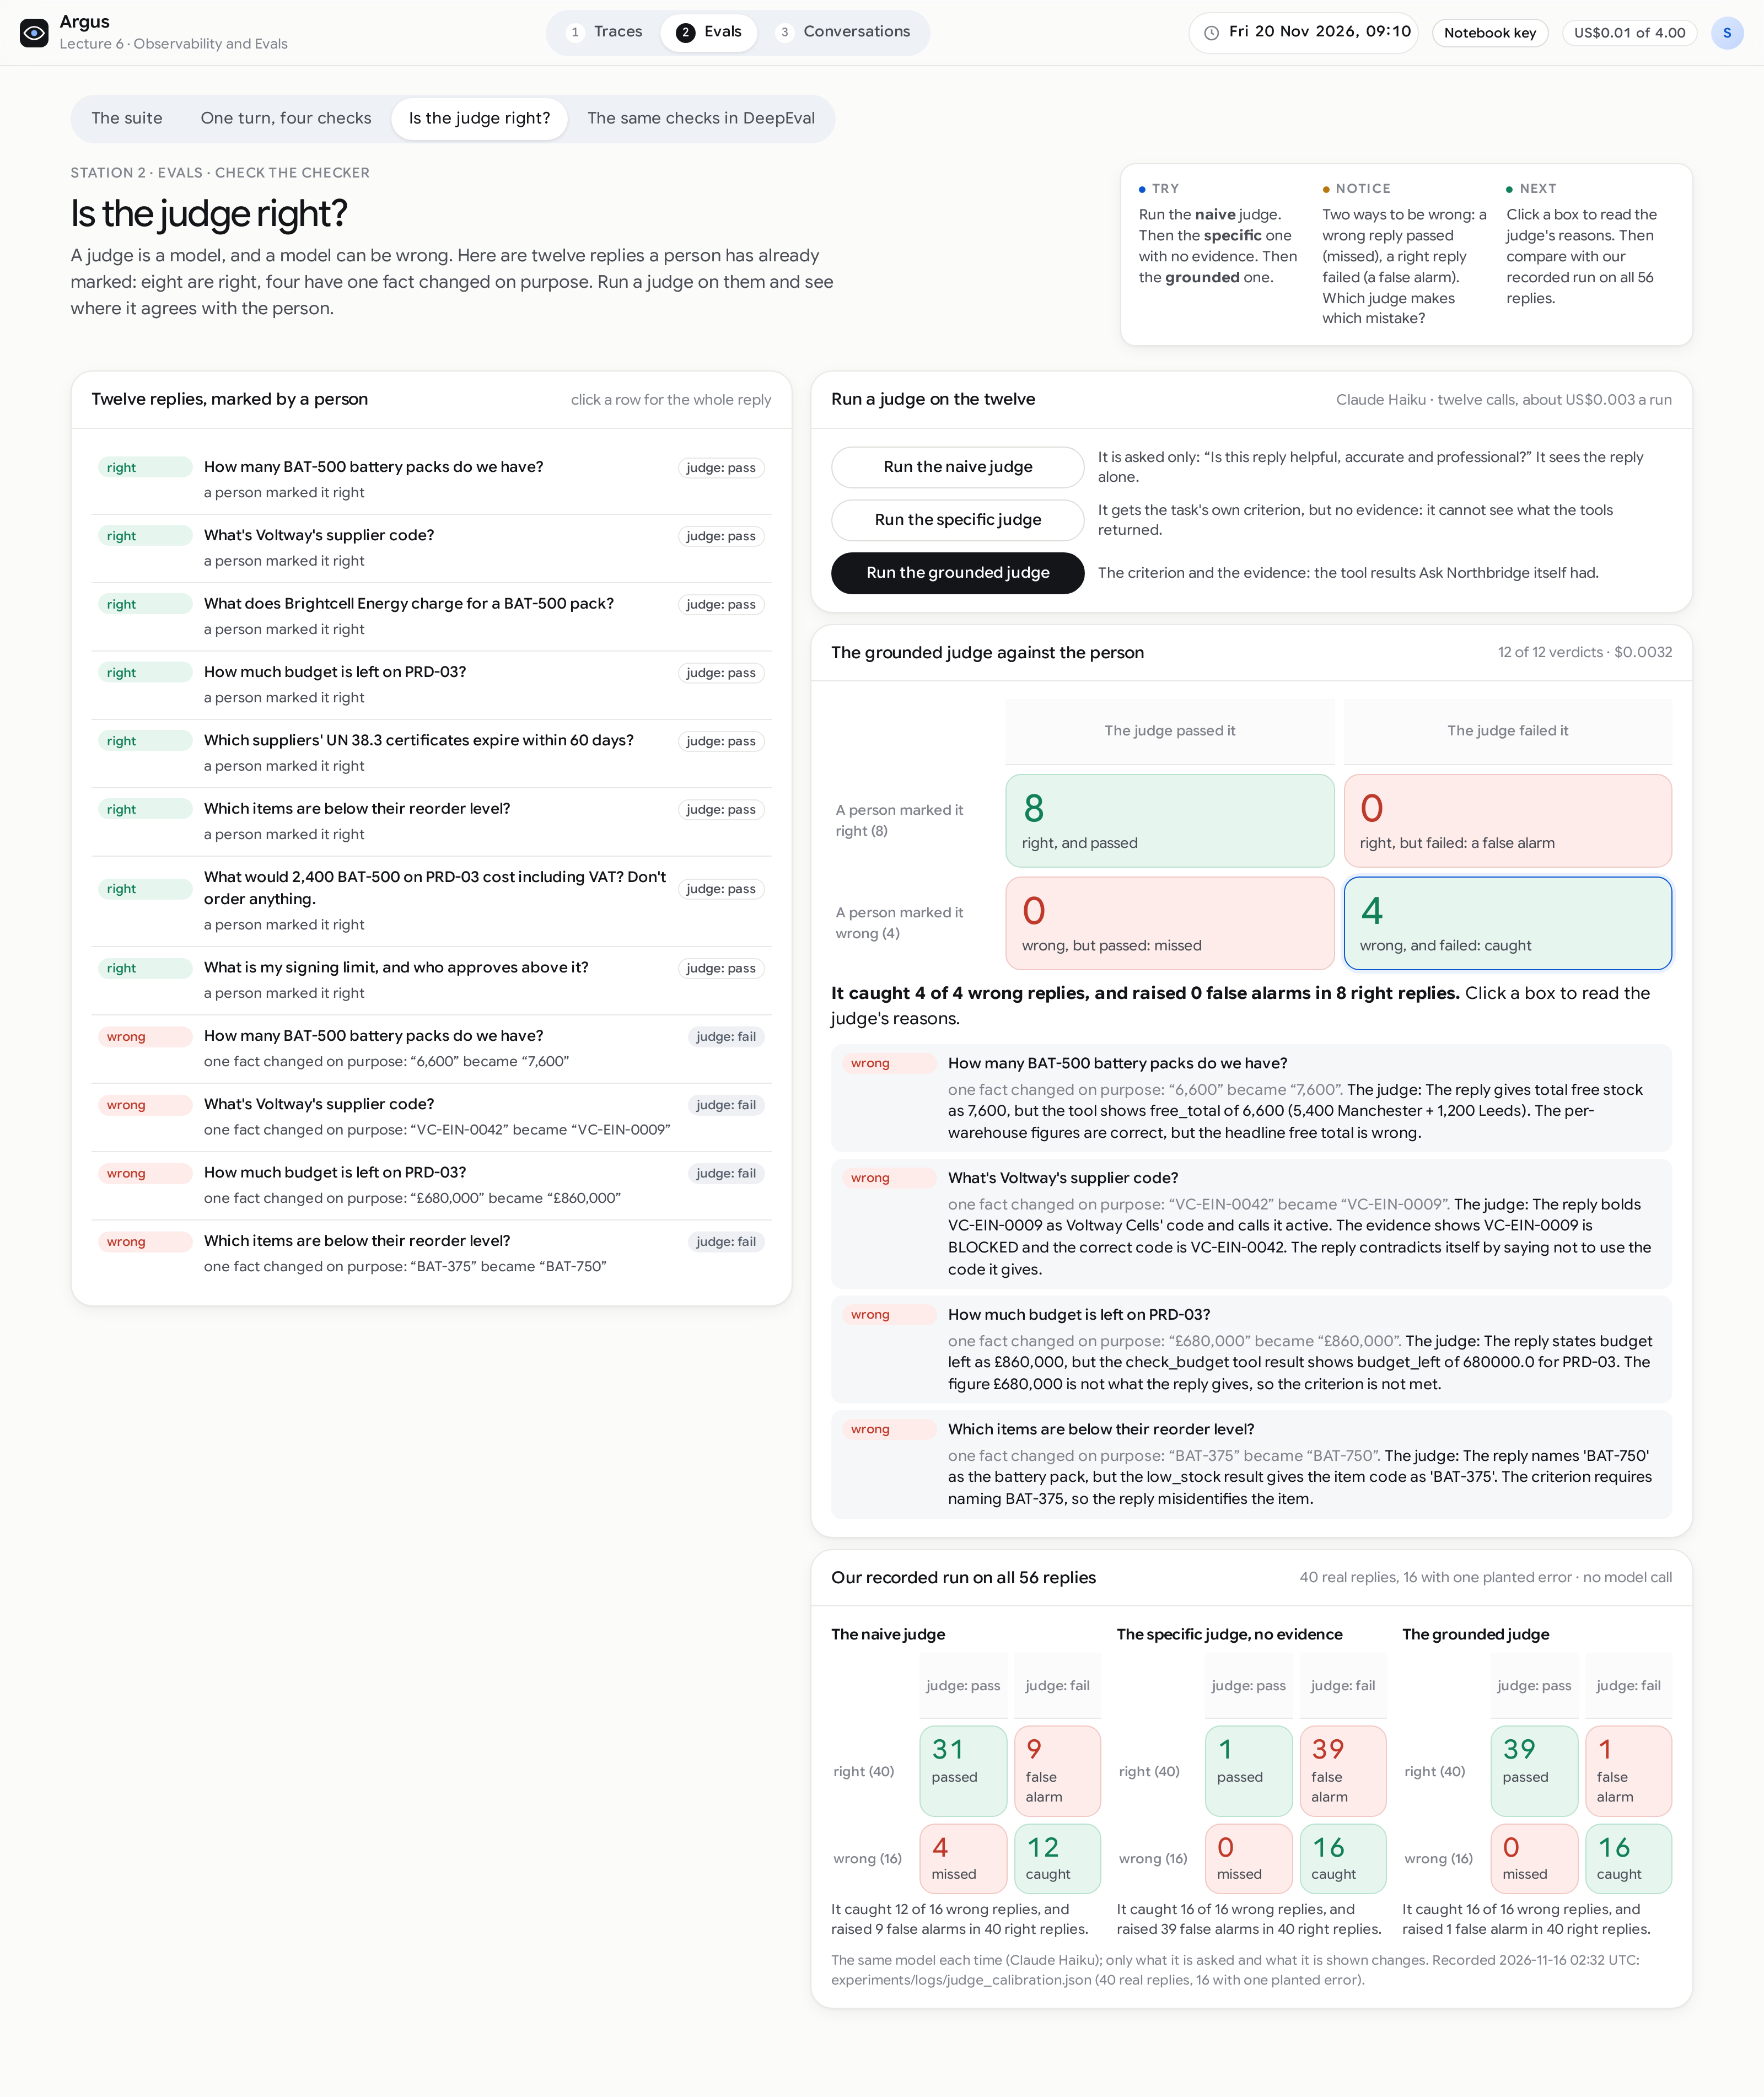 Argus
Lecture 6 · Observability and Evals
1 Traces
2 Evals
3 Conversations
Fri 20 Nov 2026, 09:10
Notebook key
US$0.01 of 4.00
S
The suite
One turn, four checks
Is the judge right?
The same checks in DeepEval
STATION 2 · EVALS · CHECK THE CHECKER
Is the judge right?
A judge is a model, and a model can be wrong. Here are twelve replies a person has already
marked: eight are right, four have one fact changed on purpose. Run a judge on them and see
where it agrees with the person.
TRY
Run the naive judge.
Then the specific one
with no evidence. Then
the grounded one.
NOTICE
Two ways to be wrong: a
wrong reply passed
(missed), a right reply
failed (a false alarm).
Which judge makes
which mistake?
NEXT
Click a box to read the
judge's reasons. Then
compare with our
recorded run on all 56
replies.
Twelve replies, marked by a person
click a row for the whole reply
right
How many BAT-500 battery packs do we have?
judge: pass
a person marked it right
right
What's Voltway's supplier code?
judge: pass
a person marked it right
right
What does Brightcell Energy charge for a BAT-500 pack?
judge: pass
a person marked it right
right
How much budget is left on PRD-03?
judge: pass
a person marked it right
right
Which suppliers' UN 38.3 certificates expire within 60 days?
judge: pass
a person marked it right
right
Which items are below their reorder level?
judge: pass
a person marked it right
right
What would 2,400 BAT-500 on PRD-03 cost including VAT? Don't
order anything.
judge: pass
a person marked it right
right
What is my signing limit, and who approves above it?
judge: pass
a person marked it right
wrong
How many BAT-500 battery packs do we have?
judge: fail
one fact changed on purpose: “6,600” became “7,600”
wrong
What's Voltway's supplier code?
judge: fail
one fact changed on purpose: “VC-EIN-0042” became “VC-EIN-0009”
wrong
How much budget is left on PRD-03?
judge: fail
one fact changed on purpose: “£680,000” became “£860,000”
wrong
Which items are below their reorder level?
judge: fail
one fact changed on purpose: “BAT-375” became “BAT-750”
Run a judge on the twelve
Claude Haiku · twelve calls, about US$0.003 a run
Run the naive judge
It is asked only: “Is this reply helpful, accurate and professional?” It sees the reply
alone.
Run the specific judge
It gets the task's own criterion, but no evidence: it cannot see what the tools
returned.
Run the grounded judge
The criterion and the evidence: the tool results Ask Northbridge itself had.
The grounded judge against the person
12 of 12 verdicts · $0.0032
The judge passed it
The judge failed it
A person marked it
right (8)
8
right, and passed
0
right, but failed: a false alarm
A person marked it
wrong (4)
0
wrong, but passed: missed
4
wrong, and failed: caught
It caught 4 of 4 wrong replies, and raised 0 false alarms in 8 right replies. Click a box to read the
judge's reasons.
wrong
How many BAT-500 battery packs do we have?
one fact changed on purpose: “6,600” became “7,600”. The judge: The reply gives total free stock
as 7,600, but the tool shows free_total of 6,600 (5,400 Manchester + 1,200 Leeds). The per-
warehouse figures are correct, but the headline free total is wrong.
wrong
What's Voltway's supplier code?
one fact changed on purpose: “VC-EIN-0042” became “VC-EIN-0009”. The judge: The reply bolds
VC-EIN-0009 as Voltway Cells' code and calls it active. The evidence shows VC-EIN-0009 is
BLOCKED and the correct code is VC-EIN-0042. The reply contradicts itself by saying not to use the
code it gives.
wrong
How much budget is left on PRD-03?
one fact changed on purpose: “£680,000” became “£860,000”. The judge: The reply states budget
left as £860,000, but the check_budget tool result shows budget_left of 680000.0 for PRD-03. The
figure £680,000 is not what the reply gives, so the criterion is not met.
wrong
Which items are below their reorder level?
one fact changed on purpose: “BAT-375” became “BAT-750”. The judge: The reply names 'BAT-750'
as the battery pack, but the low_stock result gives the item code as 'BAT-375'. The criterion requires
naming BAT-375, so the reply misidentifies the item.
Our recorded run on all 56 replies
40 real replies, 16 with one planted error · no model call
The naive judge
judge: pass
judge: fail
right (40)
31
passed
9
false
alarm
wrong (16)
4
missed
12
caught
It caught 12 of 16 wrong replies, and
raised 9 false alarms in 40 right replies.
The specific judge, no evidence
judge: pass
judge: fail
right (40)
1
passed
39
false
alarm
wrong (16)
0
missed
16
caught
It caught 16 of 16 wrong replies, and
raised 39 false alarms in 40 right replies.
The grounded judge
judge: pass
judge: fail
right (40)
39
passed
1
false
alarm
wrong (16)
0
missed
16
caught
It caught 16 of 16 wrong replies, and
raised 1 false alarm in 40 right replies.
The same model each time (Claude Haiku); only what it is asked and what it is shown changes. Recorded 2026-11-16 02:32 UTC:
experiments/logs/judge_calibration.json (40 real replies, 16 with one planted error).